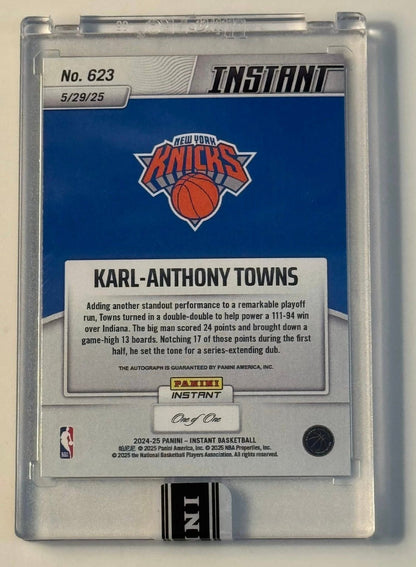 No. 623
INSTANT
5/29/25
NEW YORK
KNICKS
KARL-ANTHONY TOWNS
Adding another standout performance to a remarkable playoff
run, Towns turned in a double-double to help power a 111-94 win
over Indiana. The big man scored 24 points and brought down a
game-high 13 boards. Notching 17 of those points during the first
half, he set the tone for a series-extending dub.
THE AUTOGRAPH IS GUARANTEED BY PANINI AMERICA, INC.
PANINI
INSTANT
One of One
2024-25 PANINI – INSTANT BASKETBALL
帕尼尼 © 2025 Panini America, Inc. © 2025 NBA Properties, Inc.
© 2025 the National Basketball Players Association. All rights reserved.
NBA
INI